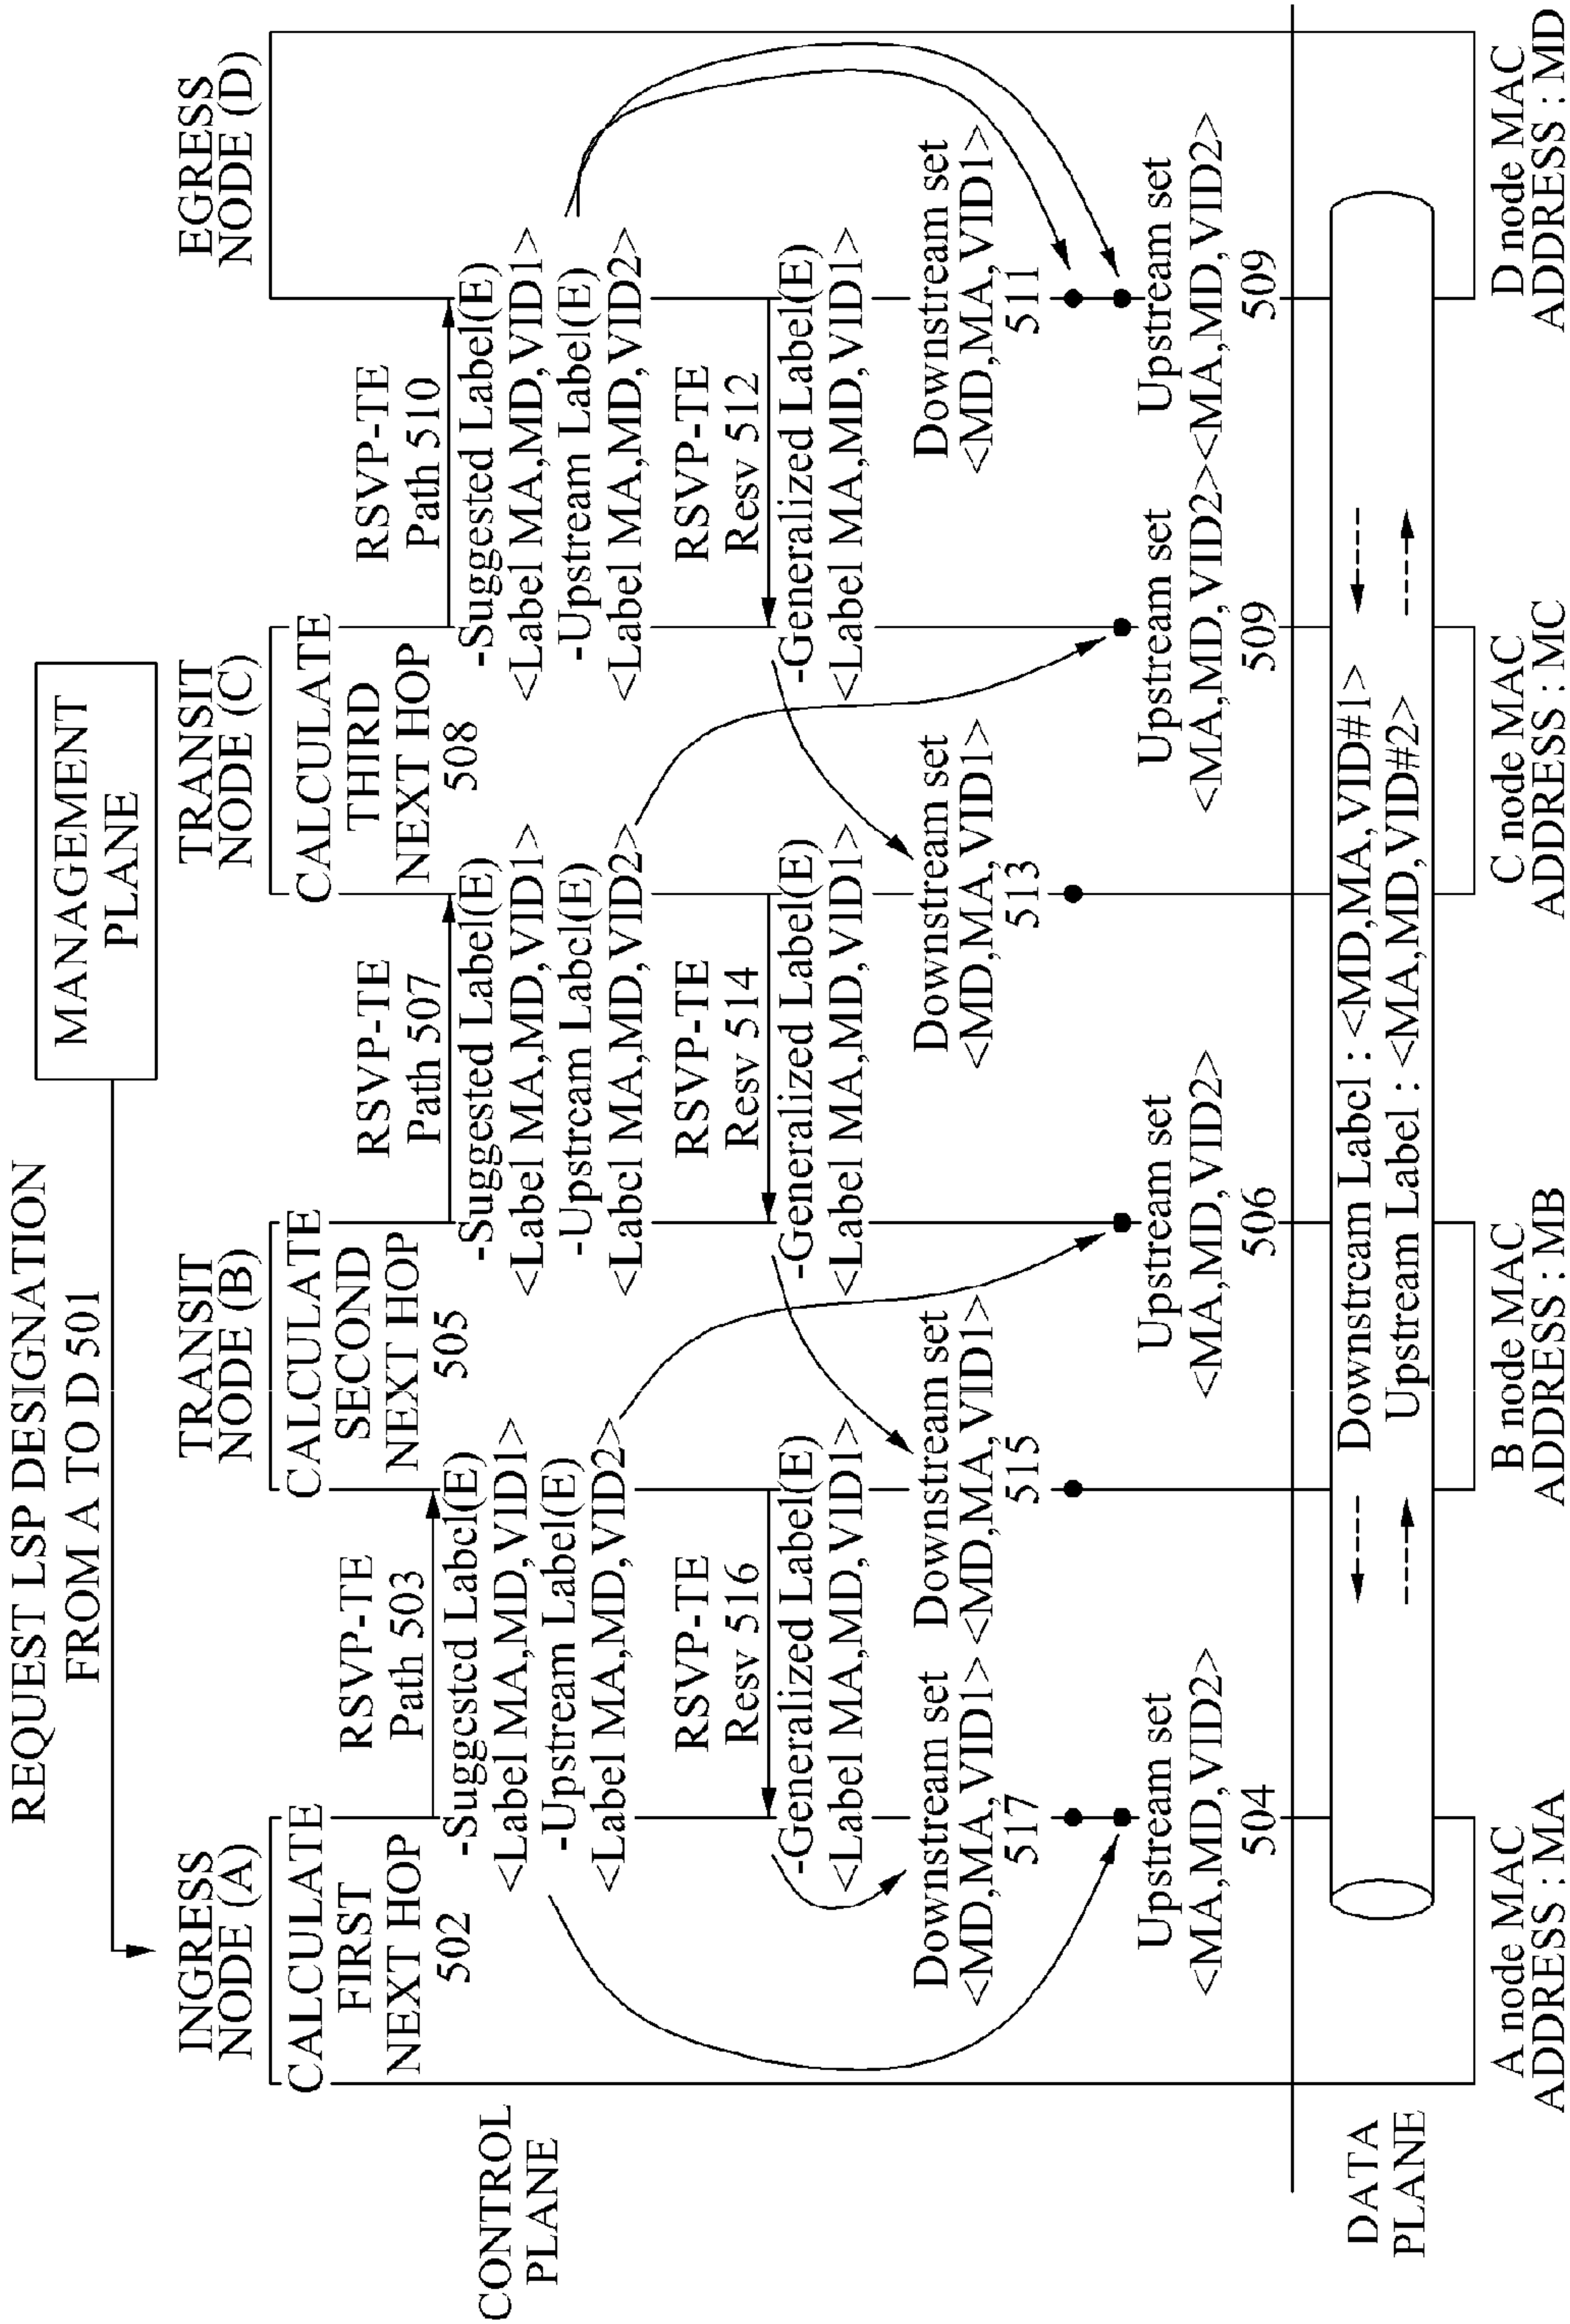 REQUEST LSP DESIGNATION
FROM A TO D 501
MANAGEMENT
PLANE
INGRESS
NODE (A)
TRANSIT
NODE (B)
TRANSIT
NODE (C)
EGRESS
NODE (D)
CONTROL
PLANE
CALCULATE
FIRST
NEXT HOP
502
RSVP-TE
Path 503
-Suggested Label(E)
<Label MA,MD,VID1>
-Upstream Label(E)
<Label MA,MD,VID2>
CALCULATE
SECOND
NEXT HOP
505
RSVP-TE
Path 507
-Suggested Label(E)
<Label MA,MD,VID1>
-Upstream Label(E)
<Label MA,MD,VID2>
CALCULATE
THIRD
NEXT HOP
508
RSVP-TE
Path 510
-Suggested Label(E)
<Label MA,MD,VID1>
-Upstream Label(E)
<Label MA,MD,VID2>
RSVP-TE
Resv 516
-Generalized Label(E)
<Label MA,MD,VID1>
RSVP-TE
Resv 514
-Generalized Label(E)
<Label MA,MD,VID1>
RSVP-TE
Resv 512
-Generalized Label(E)
<Label MA,MD,VID1>
Downstream set
<MD,MA,VID1>
517
Downstream set
<MD,MA,VID1>
515
Downstream set
<MD,MA,VID1>
513
Downstream set
<MD,MA,VID1>
511
Upstream set
<MA,MD,VID2>
504
Upstream set
<MA,MD,VID2>
506
Upstream set
<MA,MD,VID2>
509
Upstream set
<MA,MD,VID2>
509
DATA
PLANE
Downstream Label : <MD,MA,VID#1>
Upstream Label : <MA,MD,VID#2>
A node MAC
ADDRESS : MA
B node MAC
ADDRESS : MB
C node MAC
ADDRESS : MC
D node MAC
ADDRESS : MD